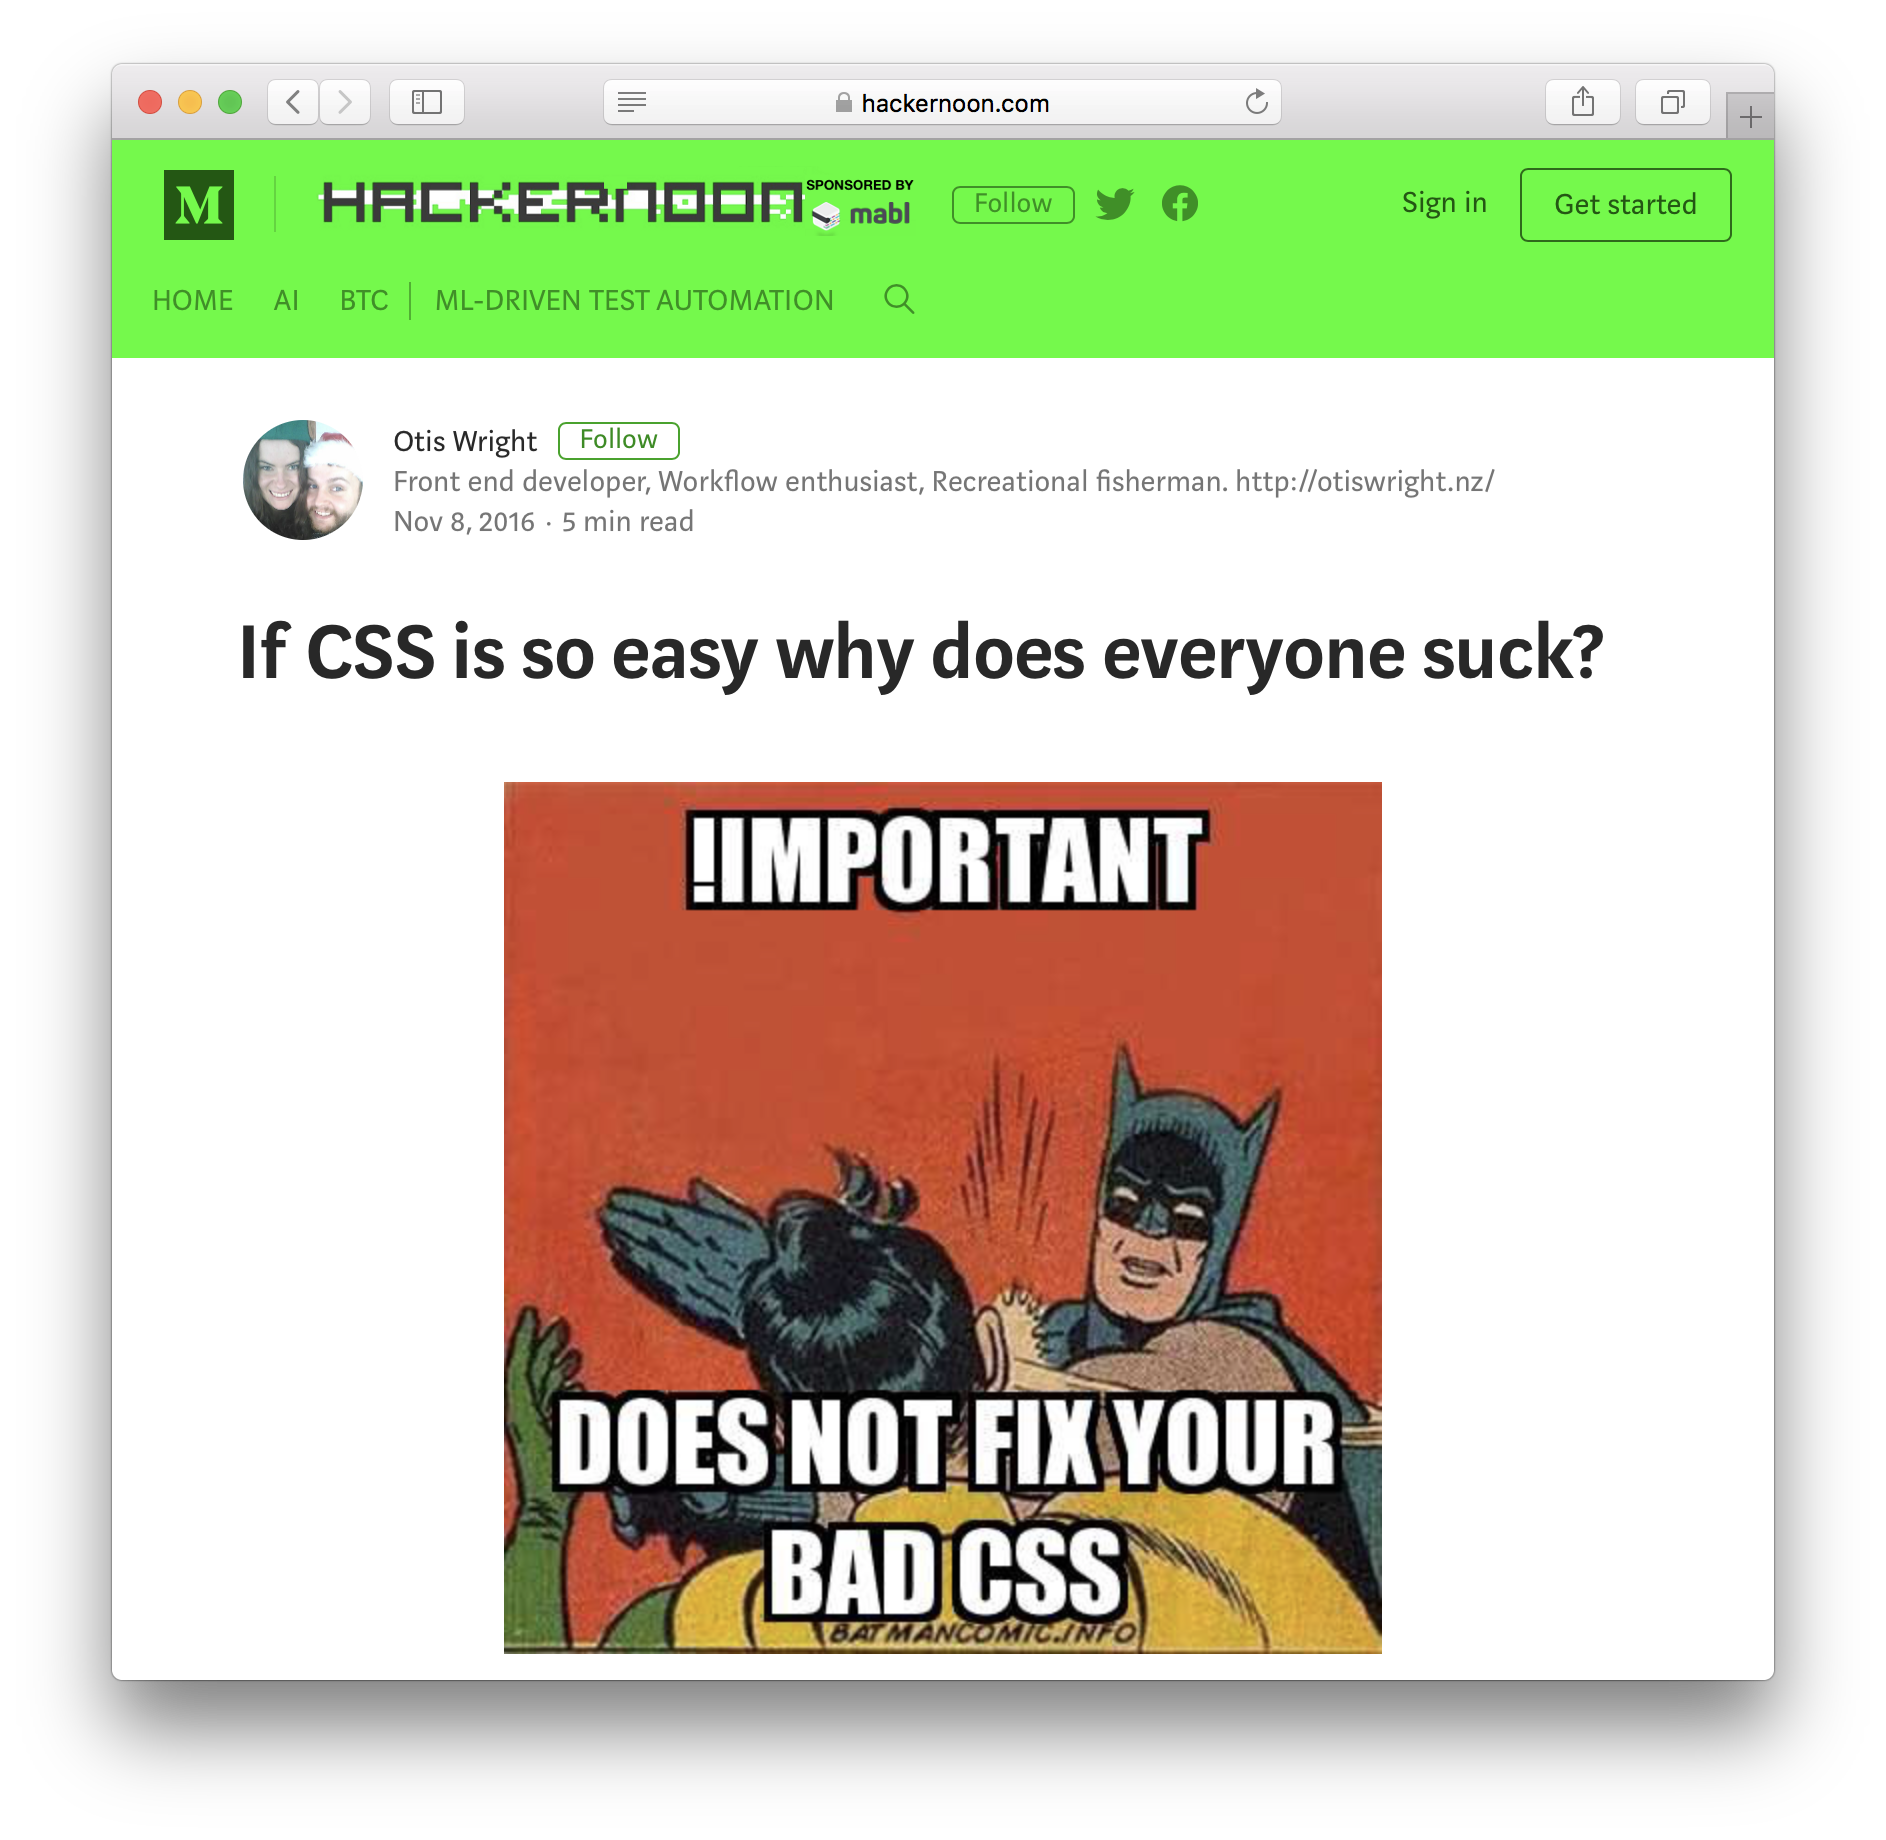 hackernoon.com
M
HACKERNOON
SPONSORED BY
mabl
Follow
Sign in
Get started
HOME AI BTC ML-DRIVEN TEST AUTOMATION
Otis Wright Follow
Front end developer, Workflow enthusiast, Recreational fisherman. http://otiswright.nz/
Nov 8, 2016 · 5 min read
If CSS is so easy why does everyone suck?
!IMPORTANT
DOES NOT FIX YOUR
BAD CSS
BATMANCOMIC.INFO